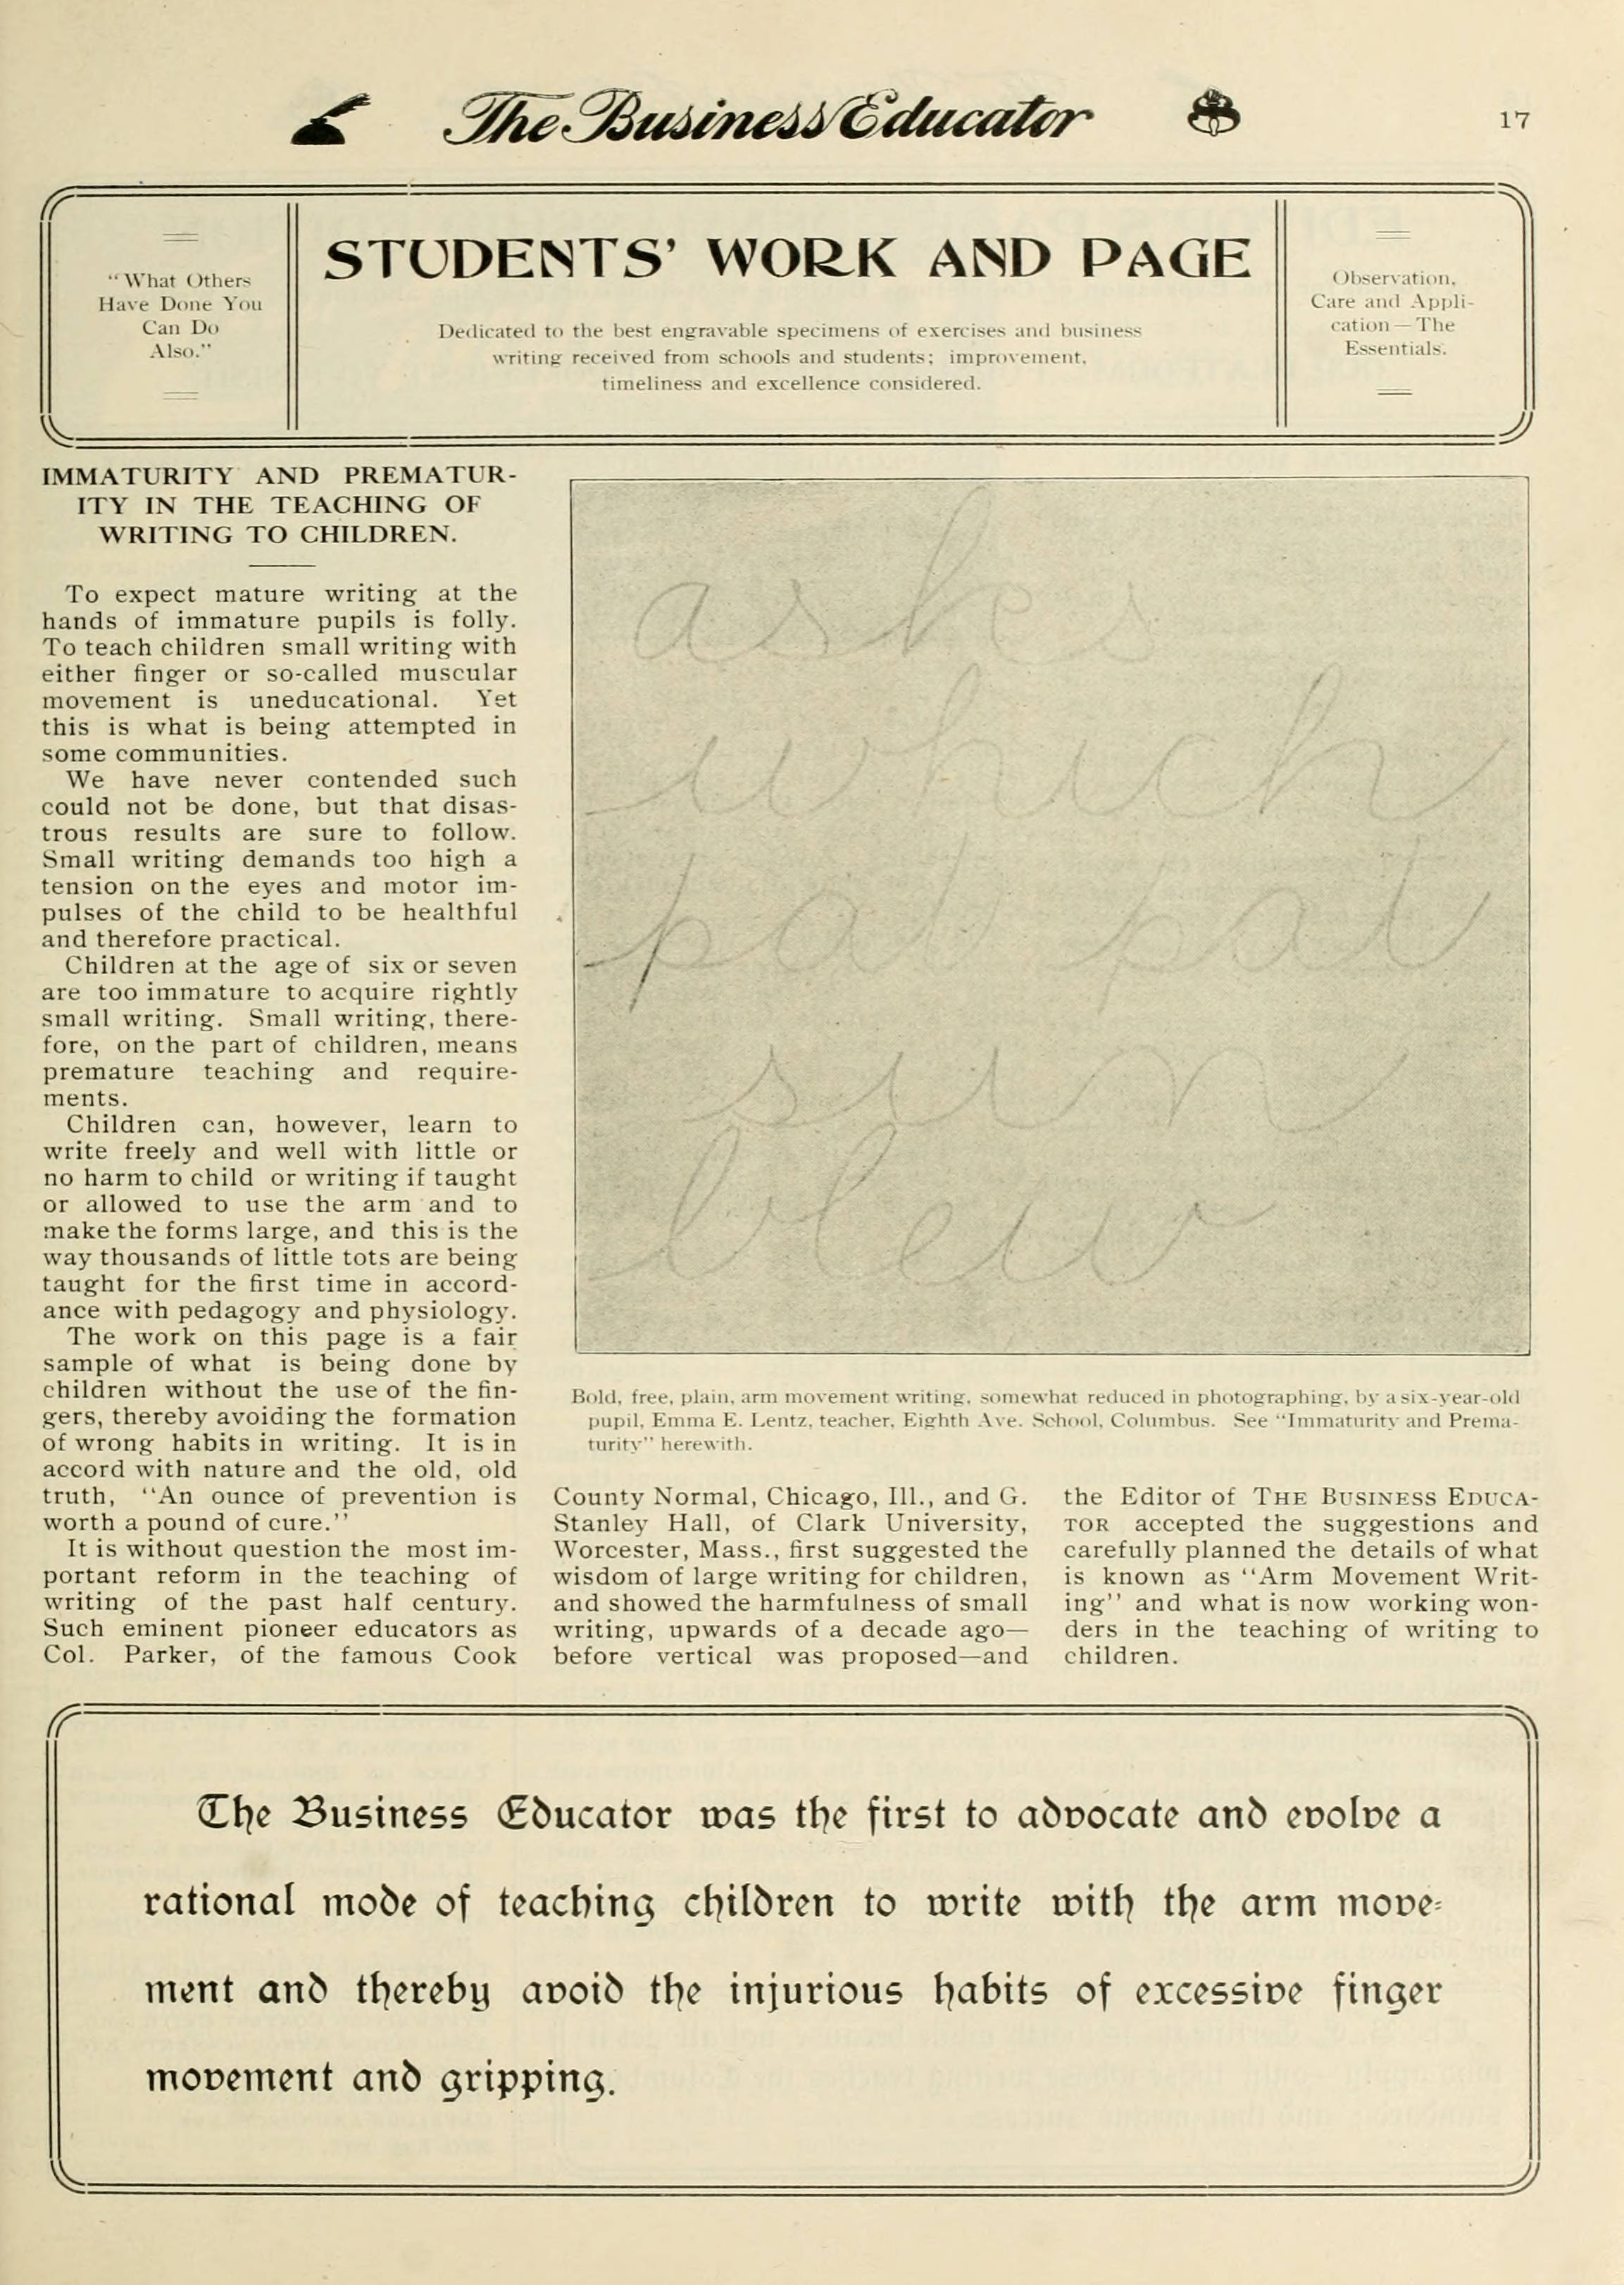 The Business Educator
17
"What Others
Have Done You
Can Do
Also."
STUDENTS' WORK AND PAGE
Dedicated to the best engravable specimens of exercises and business
writing received from schools and students; improvement,
timeliness and excellence considered.
Observation,
Care and Appli-
cation—The
Essentials.
IMMATURITY AND PREMATUR-
ITY IN THE TEACHING OF
WRITING TO CHILDREN.
To expect mature writing at the
hands of immature pupils is folly.
To teach children small writing with
either finger or so-called muscular
movement is uneducational. Yet
this is what is being attempted in
some communities.
We have never contended such
could not be done, but that disas-
trous results are sure to follow.
Small writing demands too high a
tension on the eyes and motor im-
pulses of the child to be healthful
and therefore practical.
Children at the age of six or seven
are too immature to acquire rightly
small writing. Small writing, there-
fore, on the part of children, means
premature teaching and require-
ments.
Children can, however, learn to
write freely and well with little or
no harm to child or writing if taught
or allowed to use the arm and to
make the forms large, and this is the
way thousands of little tots are being
taught for the first time in accord-
ance with pedagogy and physiology.
The work on this page is a fair
sample of what is being done by
children without the use of the fin-
gers, thereby avoiding the formation
of wrong habits in writing. It is in
accord with nature and the old, old
truth, "An ounce of prevention is
worth a pound of cure."
It is without question the most im-
portant reform in the teaching of
writing of the past half century.
Such eminent pioneer educators as
Col. Parker, of the famous Cook
asks
which
pat pat
sun
blew
Bold, free, plain, arm movement writing, somewhat reduced in photographing, by a six-year-old
pupil, Emma E. Lentz, teacher, Eighth Ave. School, Columbus. See "Immaturity and Prema-
turity" herewith.
County Normal, Chicago, Ill., and G.
Stanley Hall, of Clark University,
Worcester, Mass., first suggested the
wisdom of large writing for children,
and showed the harmfulness of small
writing, upwards of a decade ago—
before vertical was proposed—and
the Editor of THE BUSINESS EDUCA-
TOR accepted the suggestions and
carefully planned the details of what
is known as "Arm Movement Writ-
ing" and what is now working won-
ders in the teaching of writing to
children.
The Business Educator was the first to advocate and evolve a
rational mode of teaching children to write with the arm move-
ment and thereby avoid the injurious habits of excessive finger
movement and gripping.